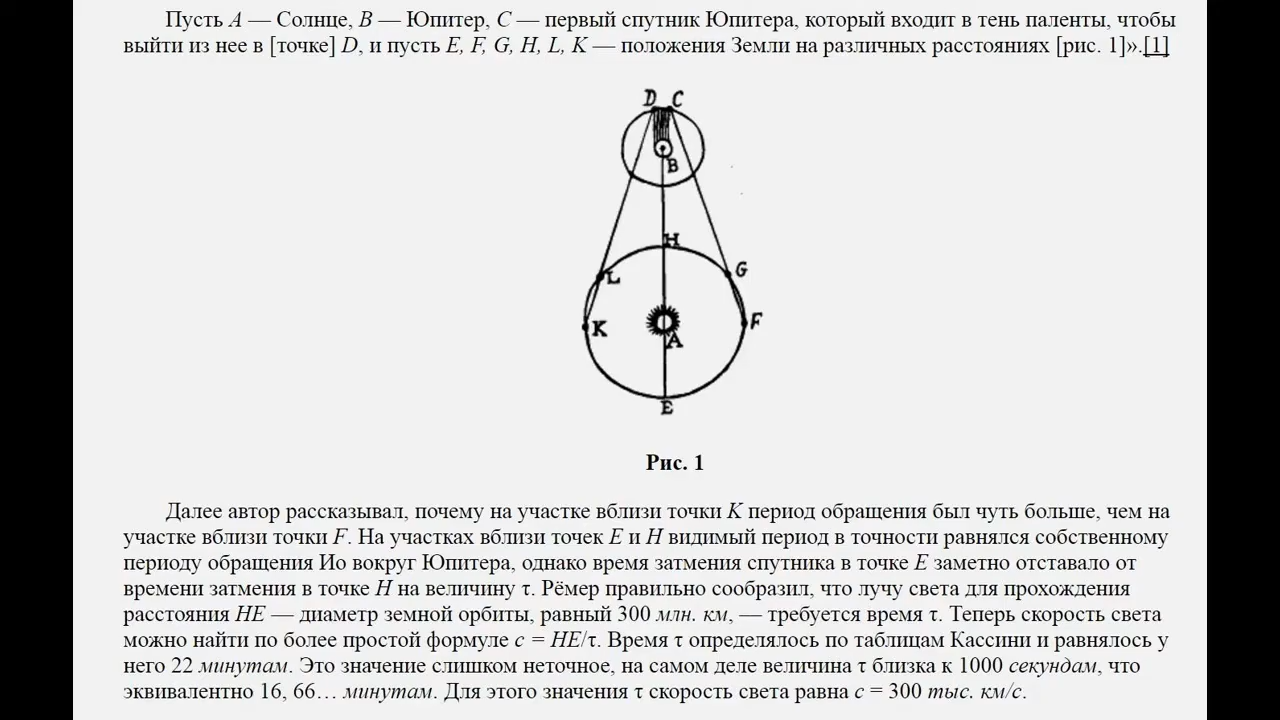 Пусть A — Солнце, B — Юпитер, C — первый спутник Юпитера, который входит в тень паленты, чтобы
выйти из нее в [точке] D, и пусть E, F, G, H, L, K — положения Земли на различных расстояниях [рис. 1]».[1]
D C
B
H
L G
K F
A
E
Рис. 1
Далее автор рассказывал, почему на участке вблизи точки K период обращения был чуть больше, чем на
участке вблизи точки F. На участках вблизи точек E и H видимый период в точности равнялся собственному
периоду обращения Ио вокруг Юпитера, однако время затмения спутника в точке E заметно отставало от
времени затмения в точке H на величину τ. Рёмер правильно сообразил, что лучу света для прохождения
расстояния HE — диаметр земной орбиты, равный 300 млн. км, — требуется время τ. Теперь скорость света
можно найти по более простой формуле c = HE/τ. Время τ определялось по таблицам Кассини и равнялось у
него 22 минутам. Это значение слишком неточное, на самом деле величина τ близка к 1000 секундам, что
эквивалентно 16, 66… минутам. Для этого значения τ скорость света равна c = 300 тыс. км/с.